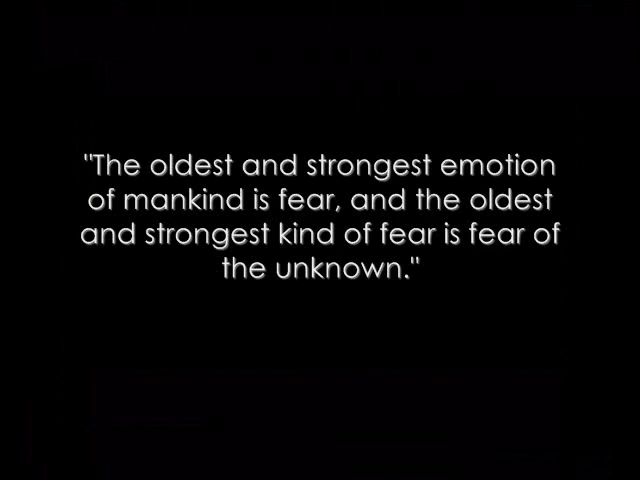 "The oldest and strongest emotion
of mankind is fear, and the oldest
and strongest kind of fear is fear of
the unknown."